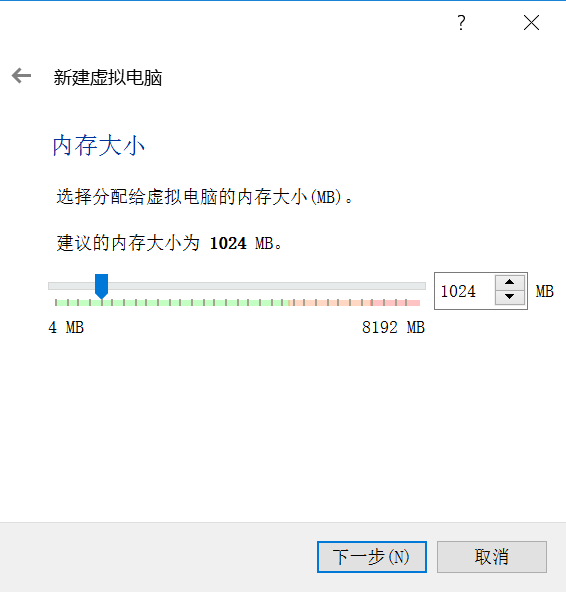 ?
新建虚拟电脑
内存大小
选择分配给虚拟电脑的内存大小(MB)。
建议的内存大小为 1024 MB。
1024 MB
4 MB 8192 MB
下一步(N) 取消